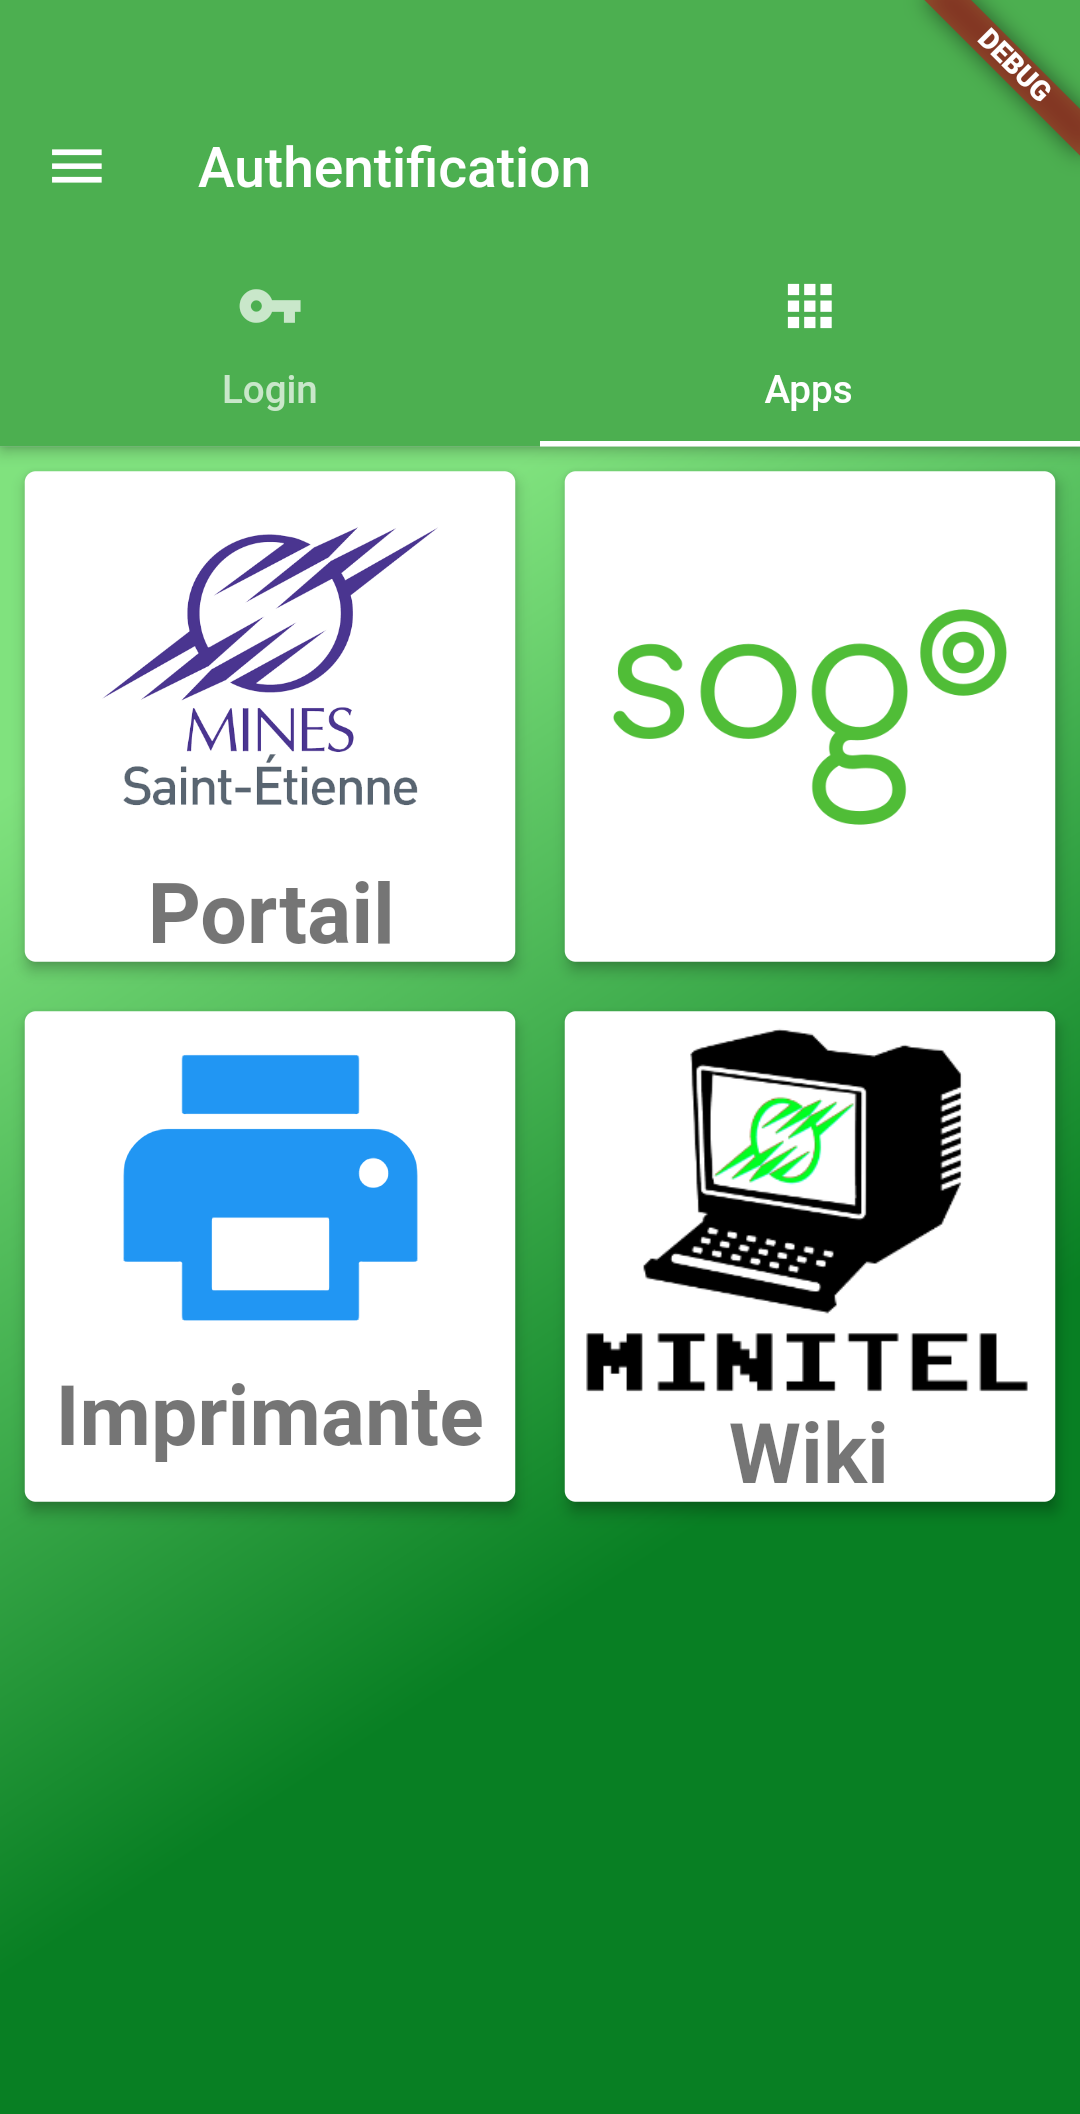 DEBUG
Authentification
Login
Apps
MINES
Saint-Étienne
Portail
sogo
Imprimante
MINITEL
Wiki